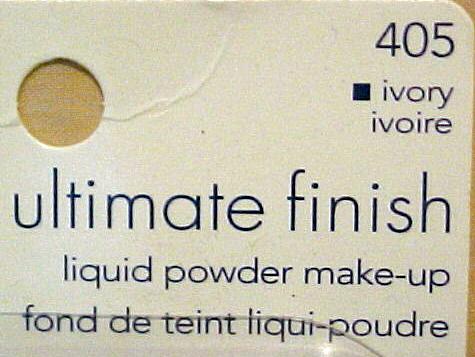 405
ivory
ivoire
ultimate finish
liquid powder make-up
fond de teint liqui-poudre